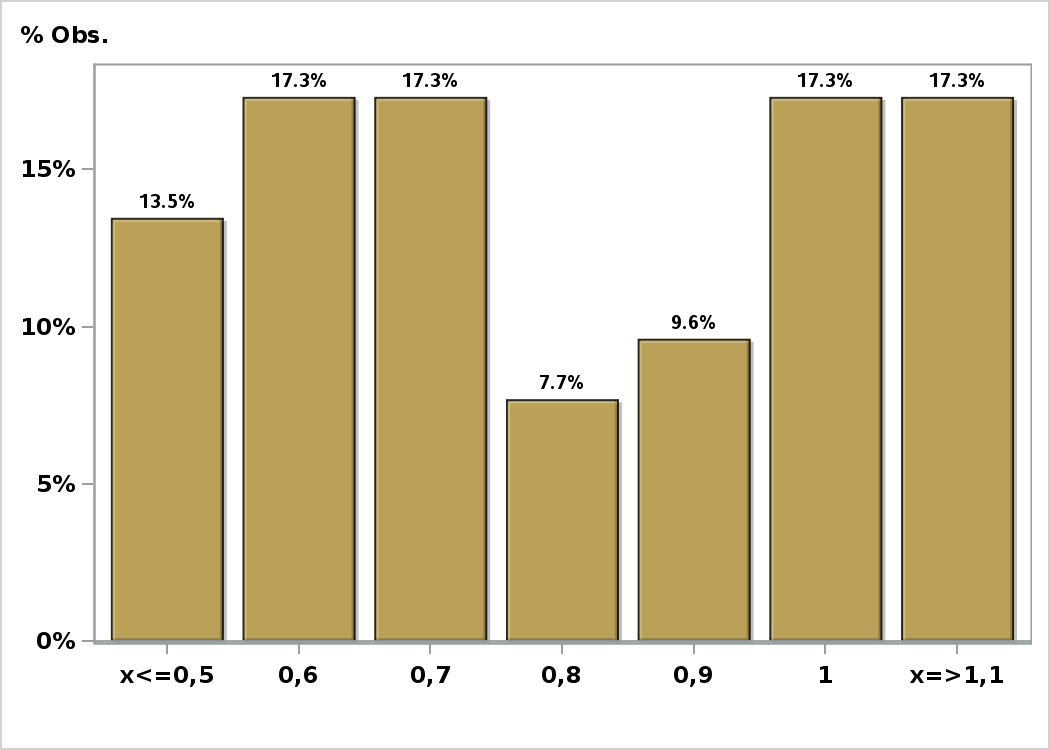 % Obs.
17.3% 17.3% 17.3% 17.3%
15%
13.5%
10%
9.6%
7.7%
5%
0%
x<=0,5 0,6 0,7 0,8 0,9 1 x=>1,1